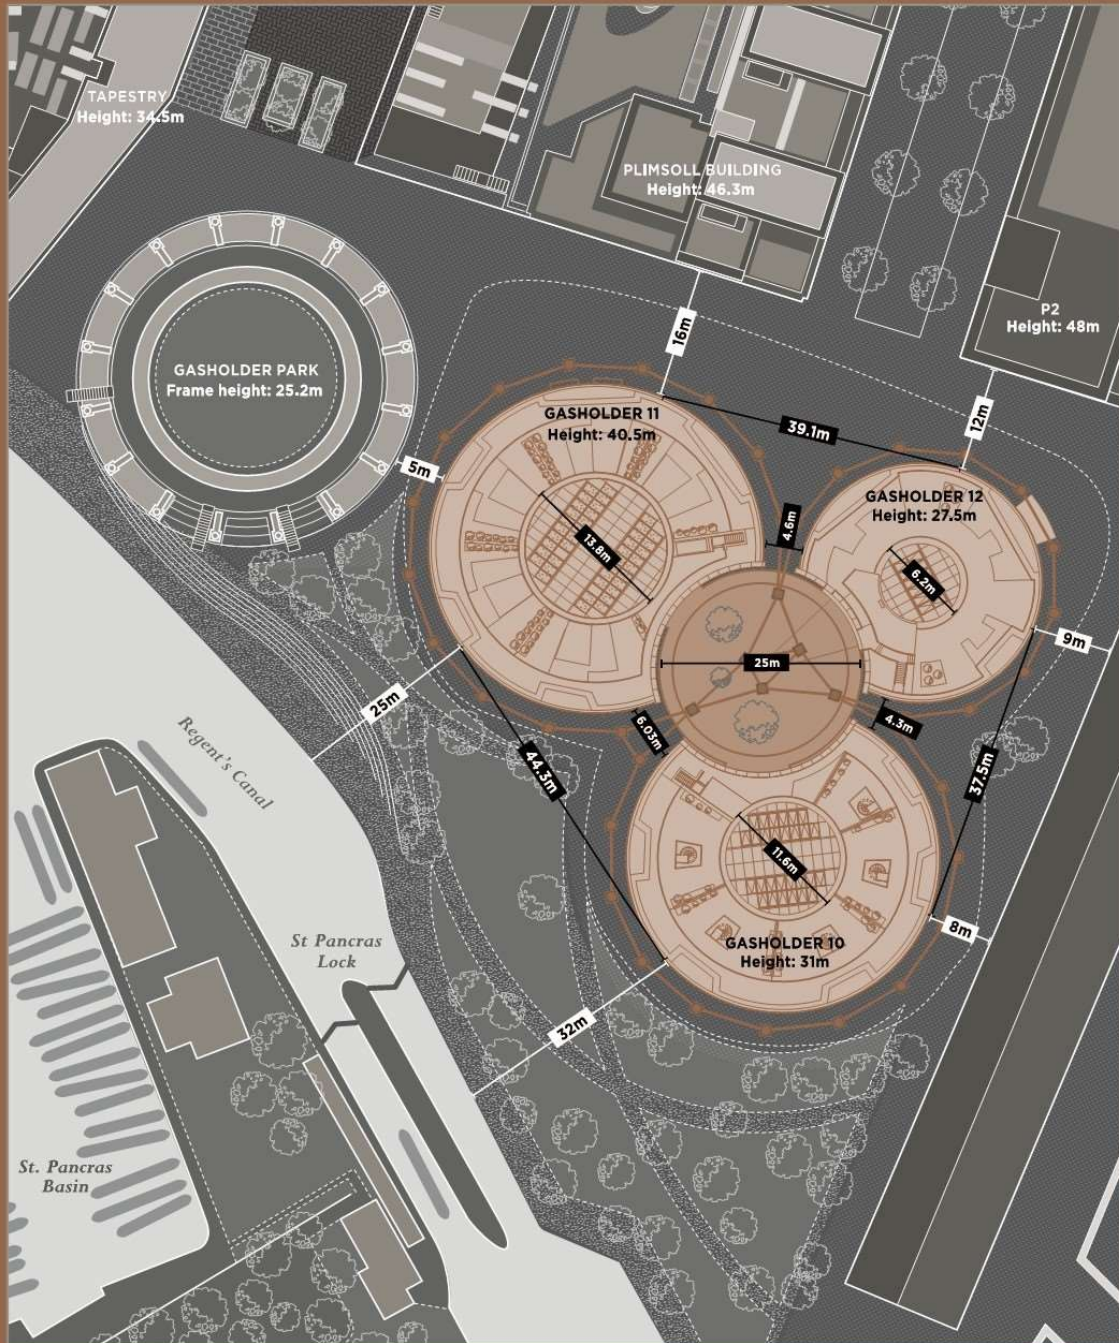 TAPESTRY
Height: 34.5m
PLIMSOLL BUILDING
Height: 46.3m
P2
Height: 48m
16m
GASHOLDER PARK
Frame height: 25.2m
12m
GASHOLDER 11
Height: 40.5m
39.1m
5m
GASHOLDER 12
Height: 27.5m
4.6m
13.8m
6.2m
9m
25m
25m
6.03m
4.3m
Regent's Canal
44.3m
37.5m
11.6m
8m
St Pancras
Lock
GASHOLDER 10
Height: 31m
32m
St. Pancras
Basin